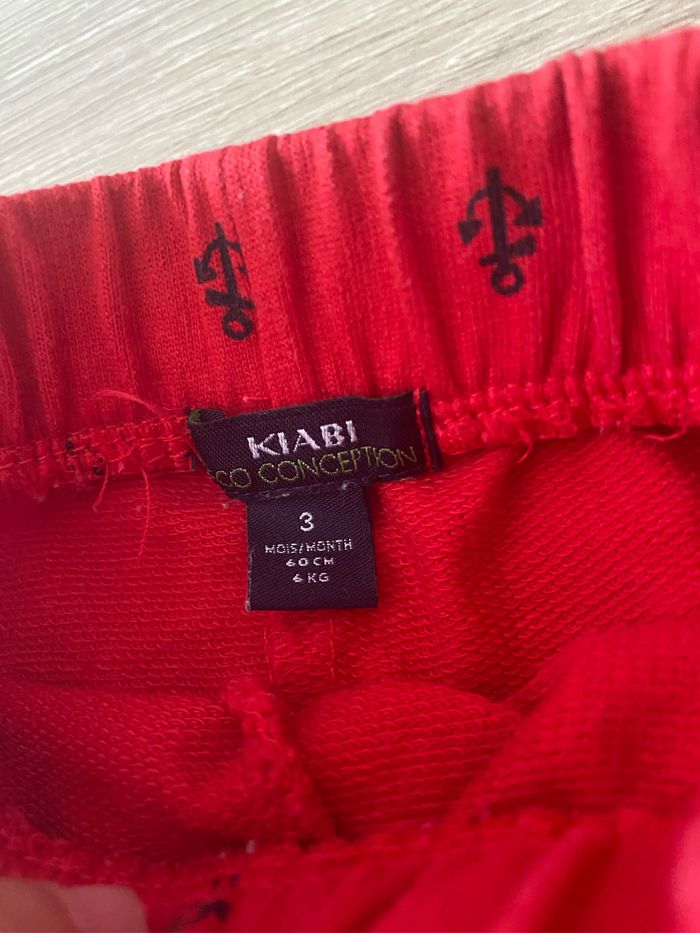 KIABI
CO CONCEPTION
3
MOIS/MONTH
60 CM
6 KG